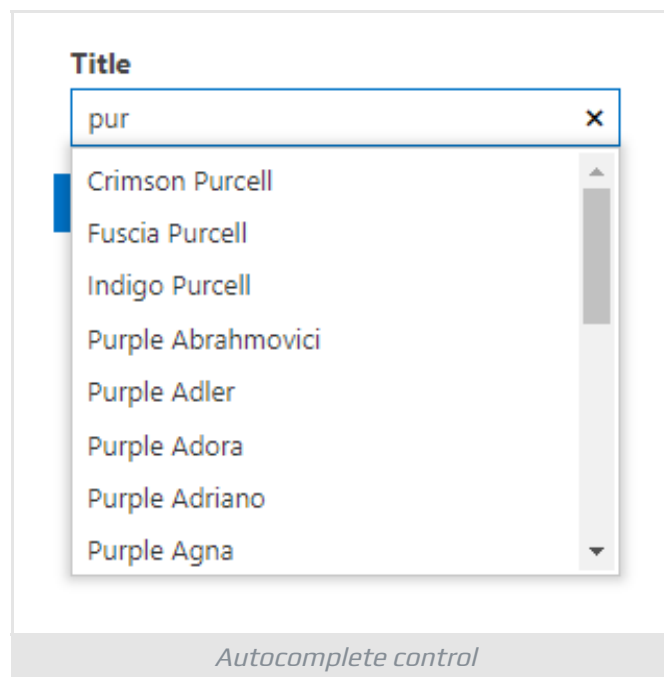 Title
pur
Crimson Purcell
Fuscia Purcell
Indigo Purcell
Purple Abrahmovici
Purple Adler
Purple Adora
Purple Adriano
Purple Agna
Autocomplete control